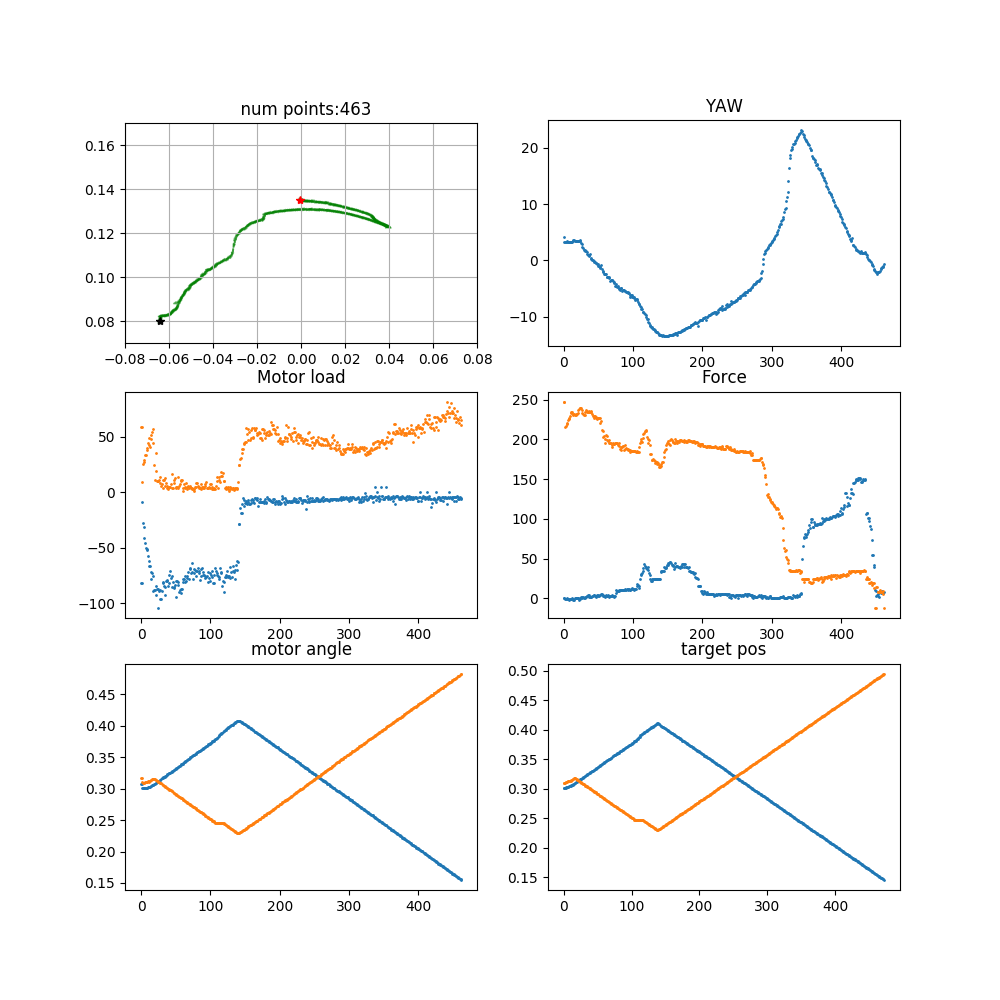 num points:463
0.16
0.14
0.12
0.10
0.08
−0.08 −0.06 −0.04 −0.02 0.00 0.02 0.04 0.06 0.08
YAW
20
10
0
−10
0 100 200 300 400
Motor load
50
0
−50
−100
0 100 200 300 400
Force
250
200
150
100
50
0
0 100 200 300 400
motor angle
0.45
0.40
0.35
0.30
0.25
0.20
0.15
0 100 200 300 400
target pos
0.50
0.45
0.40
0.35
0.30
0.25
0.20
0.15
0 100 200 300 400